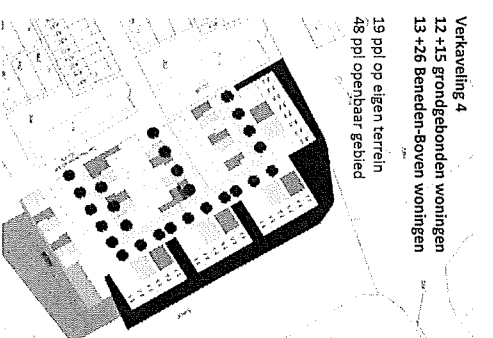 Verkaveling 4
12 +15 grondgebonden woningen
13 +26 Beneden-Boven woningen
19 ppl op eigen terrein
48 ppl openbaar gebied